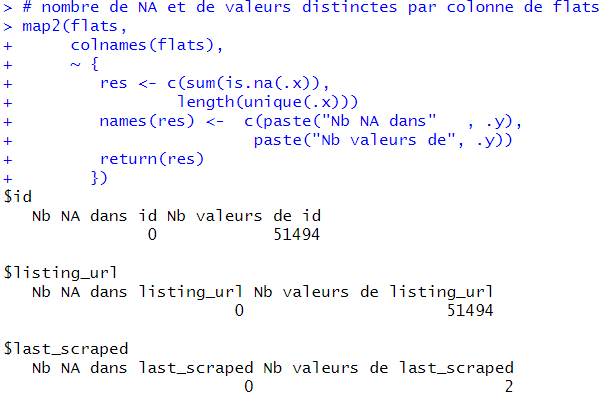 > # nombre de NA et de valeurs distinctes par colonne de flats
> map2(flats,
+      colnames(flats),
+      ~ {
+         res <- c(sum(is.na(.x)),
+                  length(unique(.x)))
+         names(res) <-  c(paste("Nb NA dans"   , .y),
+                          paste("Nb valeurs de", .y))
+         return(res)
+        })
$id
   Nb NA dans id Nb valeurs de id
               0            51494

$listing_url
   Nb NA dans listing_url Nb valeurs de listing_url
                        0                     51494

$last_scraped
   Nb NA dans last_scraped Nb valeurs de last_scraped
                         0                          2